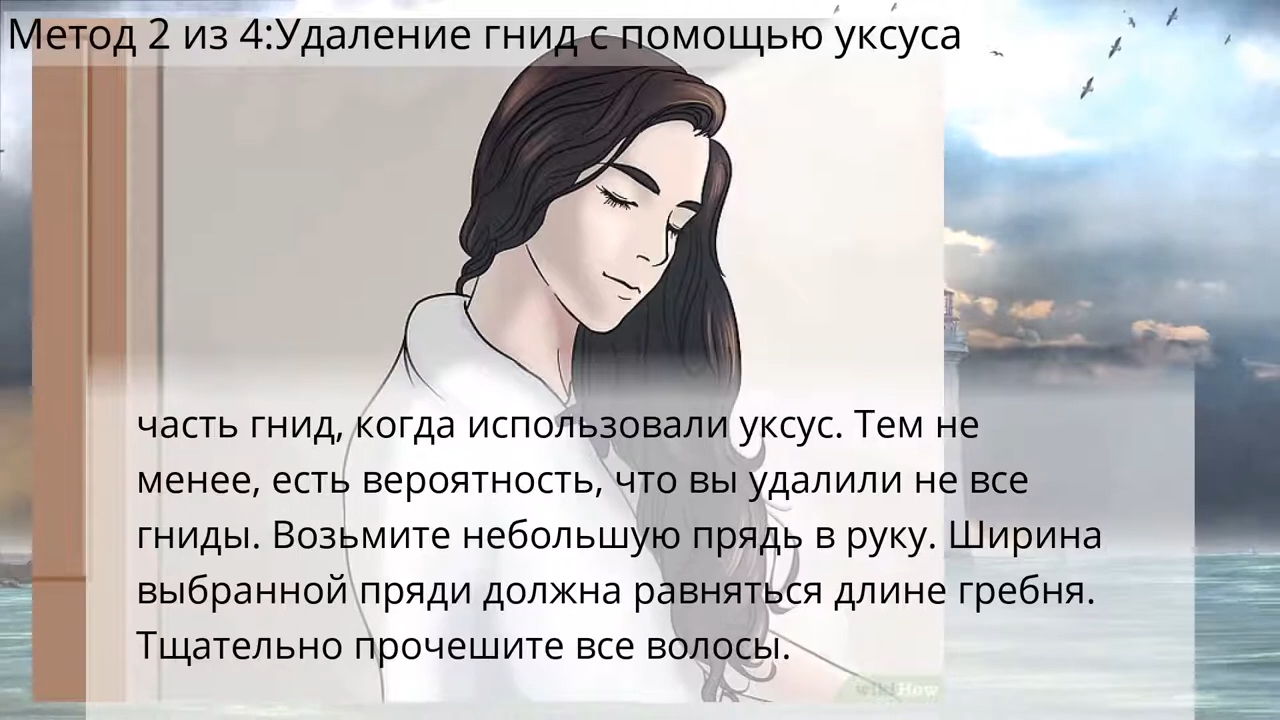 Метод 2 из 4:Удаление гнид с помощью уксуса
часть гнид, когда использовали уксус. Тем не
менее, есть вероятность, что вы удалили не все
гниды. Возьмите небольшую прядь в руку. Ширина
выбранной пряди должна равняться длине гребня.
Тщательно прочешите все волосы.
wikiHow